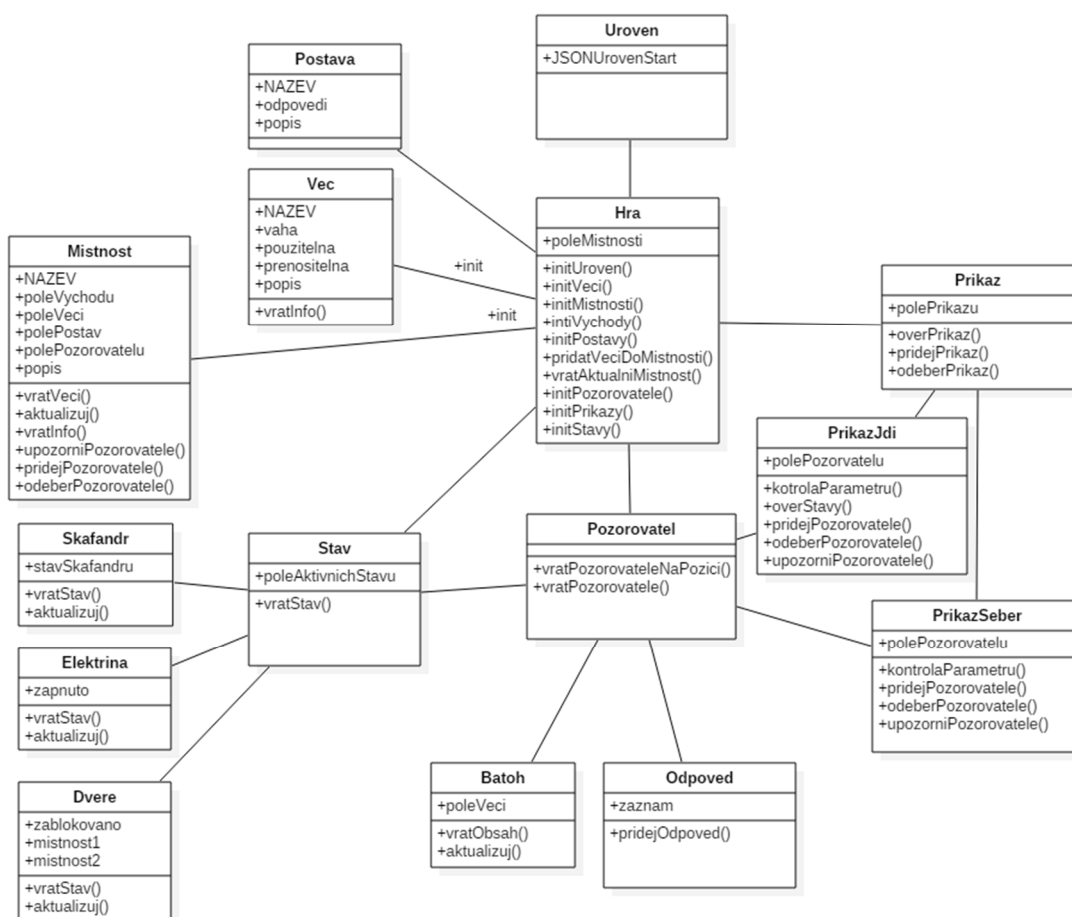 Uroven
+JSONUrovenStart
Postava
+NAZEV
+odpovedi
+popis
Vec
+NAZEV
+vaha
+pouzitelna
+prenositelna
+popis
+vratInfo()
Mistnost
+NAZEV
+poleVychodu
+poleVeci
+polePostav
+polePozorovatelu
+popis
+vratVeci()
+aktualizuj()
+vratInfo()
+upozorniPozorovatele()
+pridejPozorovatele()
+odeberPozorovatele()
+init
+init
Hra
+poleMistnosti
+initUroven()
+initVeci()
+initMistnosti()
+intiVychody()
+initPostavy()
+pridatVeciDoMistnosti()
+vratAktualniMistnost()
+initPozorovatele()
+initPrikazy()
+initStavy()
Prikaz
+polePrikazu
+overPrikaz()
+pridejPrikaz()
+odeberPrikaz()
PrikazJdi
+polePozorvatelu
+kotrolaParametru()
+overStavy()
+pridejPozorovatele()
+odeberPozorovatele()
+upozorniPozorovatele()
Skafandr
+stavSkafandru
+vratStav()
+aktualizuj()
Stav
+poleAktivnichStavu
+vratStav()
Pozorovatel
+vratPozorovateleNaPozici()
+vratPozorovatele()
PrikazSeber
+polePozorovatelu
+kontrolaParametru()
+pridejPozorovatele()
+odeberPozorovatele()
+upozorniPozorovatele()
Elektrina
+zapnuto
+vratStav()
+aktualizuj()
Dvere
+zablokovano
+mistnost1
+mistnost2
+vratStav()
+aktualizuj()
Batoh
+poleVeci
+vratObsah()
+aktualizuj()
Odpoved
+zaznam
+pridejOdpoved()